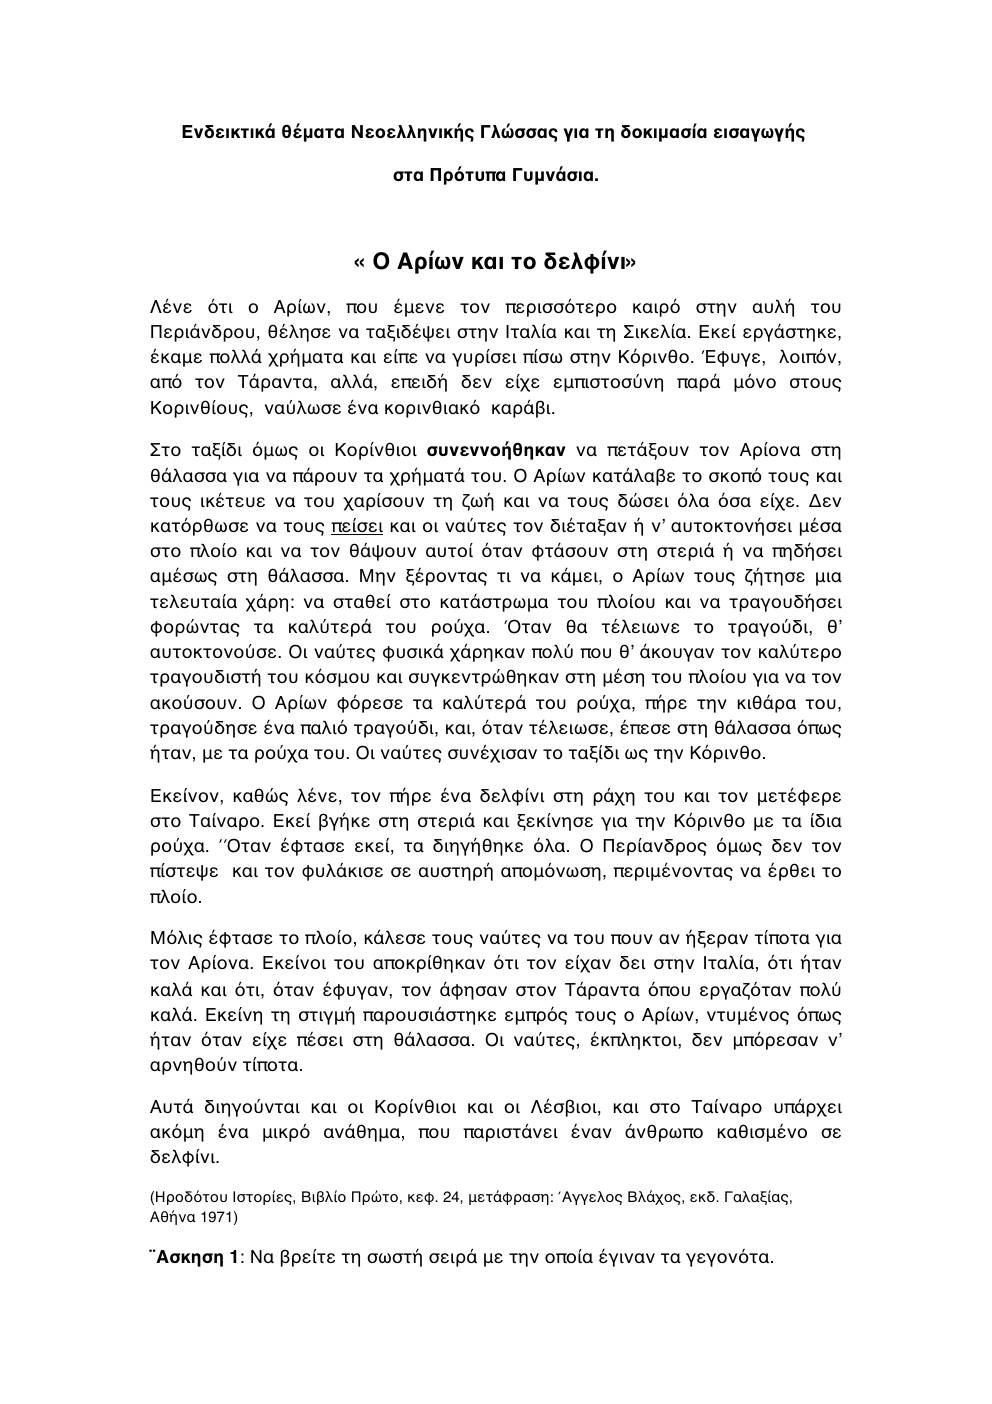 Ενδεικτικά θέματα Νεοελληνικής Γλώσσας για τη δοκιμασία εισαγωγής
στα Πρότυπα Γυμνάσια.
« Ο Αρίων και το δελφίνι»
Λένε ότι ο Αρίων, που έμενε τον περισσότερο καιρό στην αυλή του
Περιάνδρου, θέλησε να ταξιδέψει στην Ιταλία και τη Σικελία. Εκεί εργάστηκε,
έκαμε πολλά χρήματα και είπε να γυρίσει πίσω στην Κόρινθο. Έφυγε, λοιπόν,
από τον Τάραντα, αλλά, επειδή δεν είχε εμπιστοσύνη παρά μόνο στους
Κορινθίους, ναύλωσε ένα κορινθιακό καράβι.
Στο ταξίδι όμως οι Κορίνθιοι συνεννοήθηκαν να πετάξουν τον Αρίονα στη
θάλασσα για να πάρουν τα χρήματά του. Ο Αρίων κατάλαβε το σκοπό τους και
τους ικέτευε να του χαρίσουν τη ζωή και να τους δώσει όλα όσα είχε. Δεν
κατόρθωσε να τους πείσει και οι ναύτες τον διέταξαν ή ν’ αυτοκτονήσει μέσα
στο πλοίο και να τον θάψουν αυτοί όταν φτάσουν στη στεριά ή να πηδήσει
αμέσως στη θάλασσα. Μην ξέροντας τι να κάμει, ο Αρίων τους ζήτησε μια
τελευταία χάρη: να σταθεί στο κατάστρωμα του πλοίου και να τραγουδήσει
φορώντας τα καλύτερά του ρούχα. Όταν θα τέλειωνε το τραγούδι, θ’
αυτοκτονούσε. Οι ναύτες φυσικά χάρηκαν πολύ που θ’ άκουγαν τον καλύτερο
τραγουδιστή του κόσμου και συγκεντρώθηκαν στη μέση του πλοίου για να τον
ακούσουν. Ο Αρίων φόρεσε τα καλύτερά του ρούχα, πήρε την κιθάρα του,
τραγούδησε ένα παλιό τραγούδι, και, όταν τέλειωσε, έπεσε στη θάλασσα όπως
ήταν, με τα ρούχα του. Οι ναύτες συνέχισαν το ταξίδι ως την Κόρινθο.
Εκείνον, καθώς λένε, τον πήρε ένα δελφίνι στη ράχη του και τον μετέφερε
στο Ταίναρο. Εκεί βγήκε στη στεριά και ξεκίνησε για την Κόρινθο με τα ίδια
ρούχα. ΄Όταν έφτασε εκεί, τα διηγήθηκε όλα. Ο Περίανδρος όμως δεν τον
πίστεψε και τον φυλάκισε σε αυστηρή απομόνωση, περιμένοντας να έρθει το
πλοίο.
Μόλις έφτασε το πλοίο, κάλεσε τους ναύτες να του πουν αν ήξεραν τίποτα για
τον Αρίονα. Εκείνοι του αποκρίθηκαν ότι τον είχαν δει στην Ιταλία, ότι ήταν
καλά και ότι, όταν έφυγαν, τον άφησαν στον Τάραντα όπου εργαζόταν πολύ
καλά. Εκείνη τη στιγμή παρουσιάστηκε εμπρός τους ο Αρίων, ντυμένος όπως
ήταν όταν είχε πέσει στη θάλασσα. Οι ναύτες, έκπληκτοι, δεν μπόρεσαν ν’
αρνηθούν τίποτα.
Αυτά διηγούνται και οι Κορίνθιοι και οι Λέσβιοι, και στο Ταίναρο υπάρχει
ακόμη ένα μικρό ανάθημα, που παριστάνει έναν άνθρωπο καθισμένο σε
δελφίνι.
(Ηροδότου Ιστορίες, Βιβλίο Πρώτο, κεφ. 24, μετάφραση: ΄Αγγελος Βλάχος, εκδ. Γαλαξίας,
Αθήνα 1971)
¨Ασκηση 1: Να βρείτε τη σωστή σειρά με την οποία έγιναν τα γεγονότα.